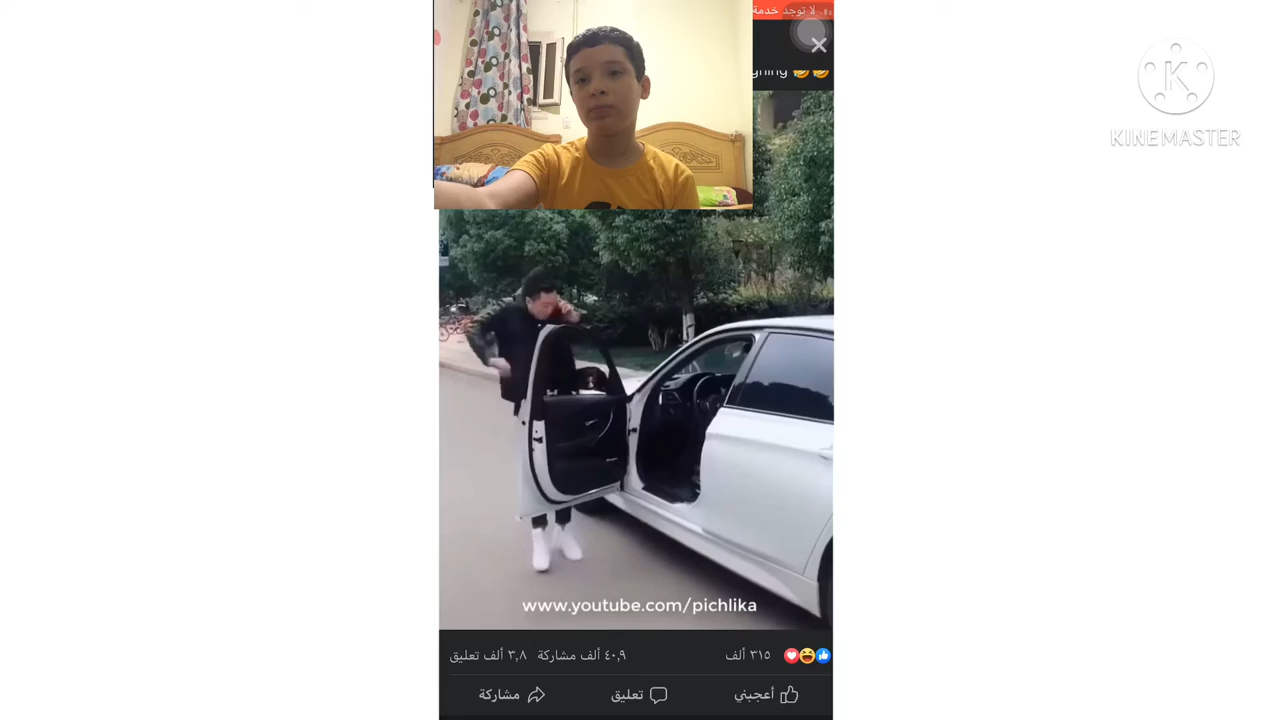 لا توجد خدمة
ghing 🤣🤣
K
KINEMASTER
www.youtube.com/pichlika
٣١٥ ألف
٤٠٫٩ ألف مشاركة
٣٫٨ ألف تعليق
أعجبني
تعليق
مشاركة